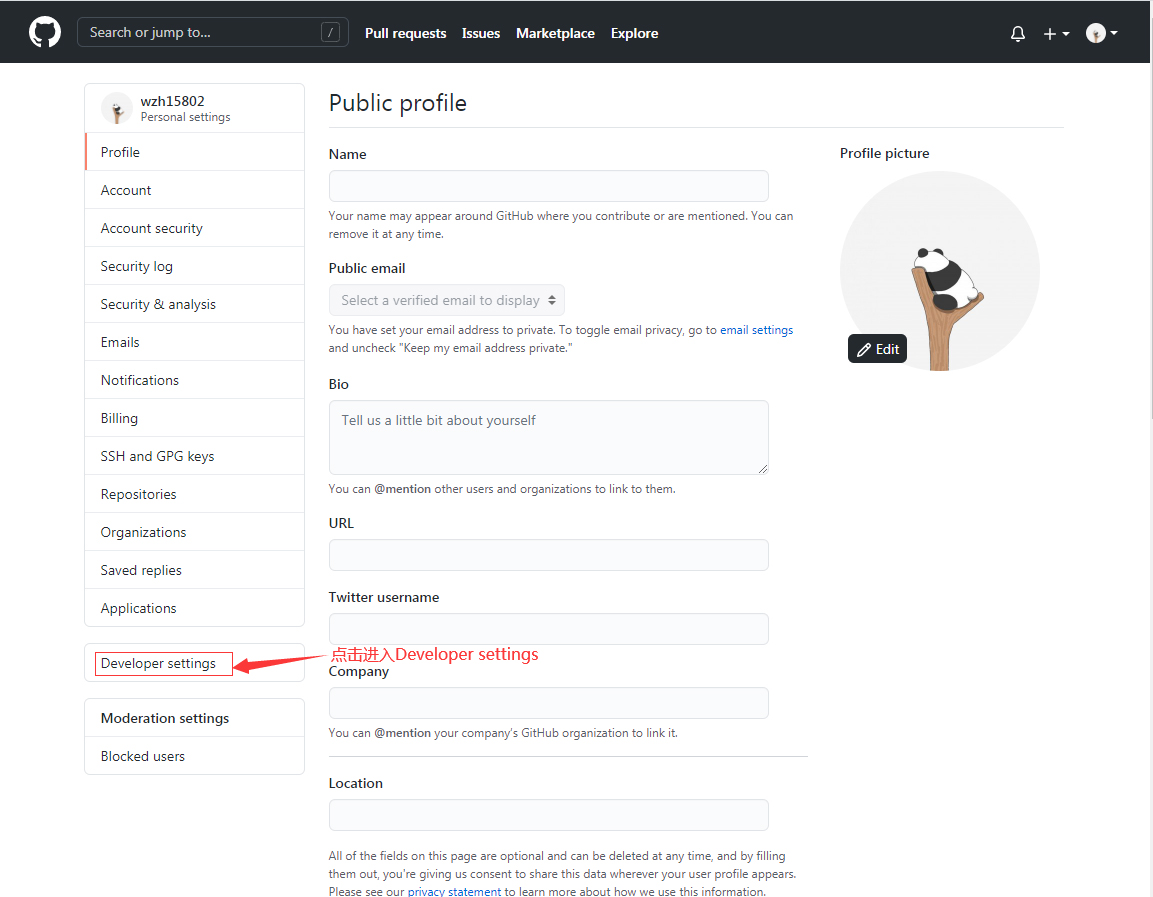 Search or jump to...
/
Pull requests
Issues
Marketplace
Explore
wzh15802
Personal settings
Profile
Account
Account security
Security log
Security & analysis
Emails
Notifications
Billing
SSH and GPG keys
Repositories
Organizations
Saved replies
Applications
Developer settings
Moderation settings
Blocked users
Public profile
Name
Your name may appear around GitHub where you contribute or are mentioned. You can
remove it at any time.
Public email
Select a verified email to display
You have set your email address to private. To toggle email privacy, go to email settings
and uncheck "Keep my email address private."
Bio
Tell us a little bit about yourself
You can @mention other users and organizations to link to them.
URL
Twitter username
点击进入Developer settings
Company
You can @mention your company's GitHub organization to link it.
Location
All of the fields on this page are optional and can be deleted at any time, and by filling
them out, you're giving us consent to share this data wherever your user profile appears.
Please see our privacy statement to learn more about how we use this information.
Profile picture
Edit